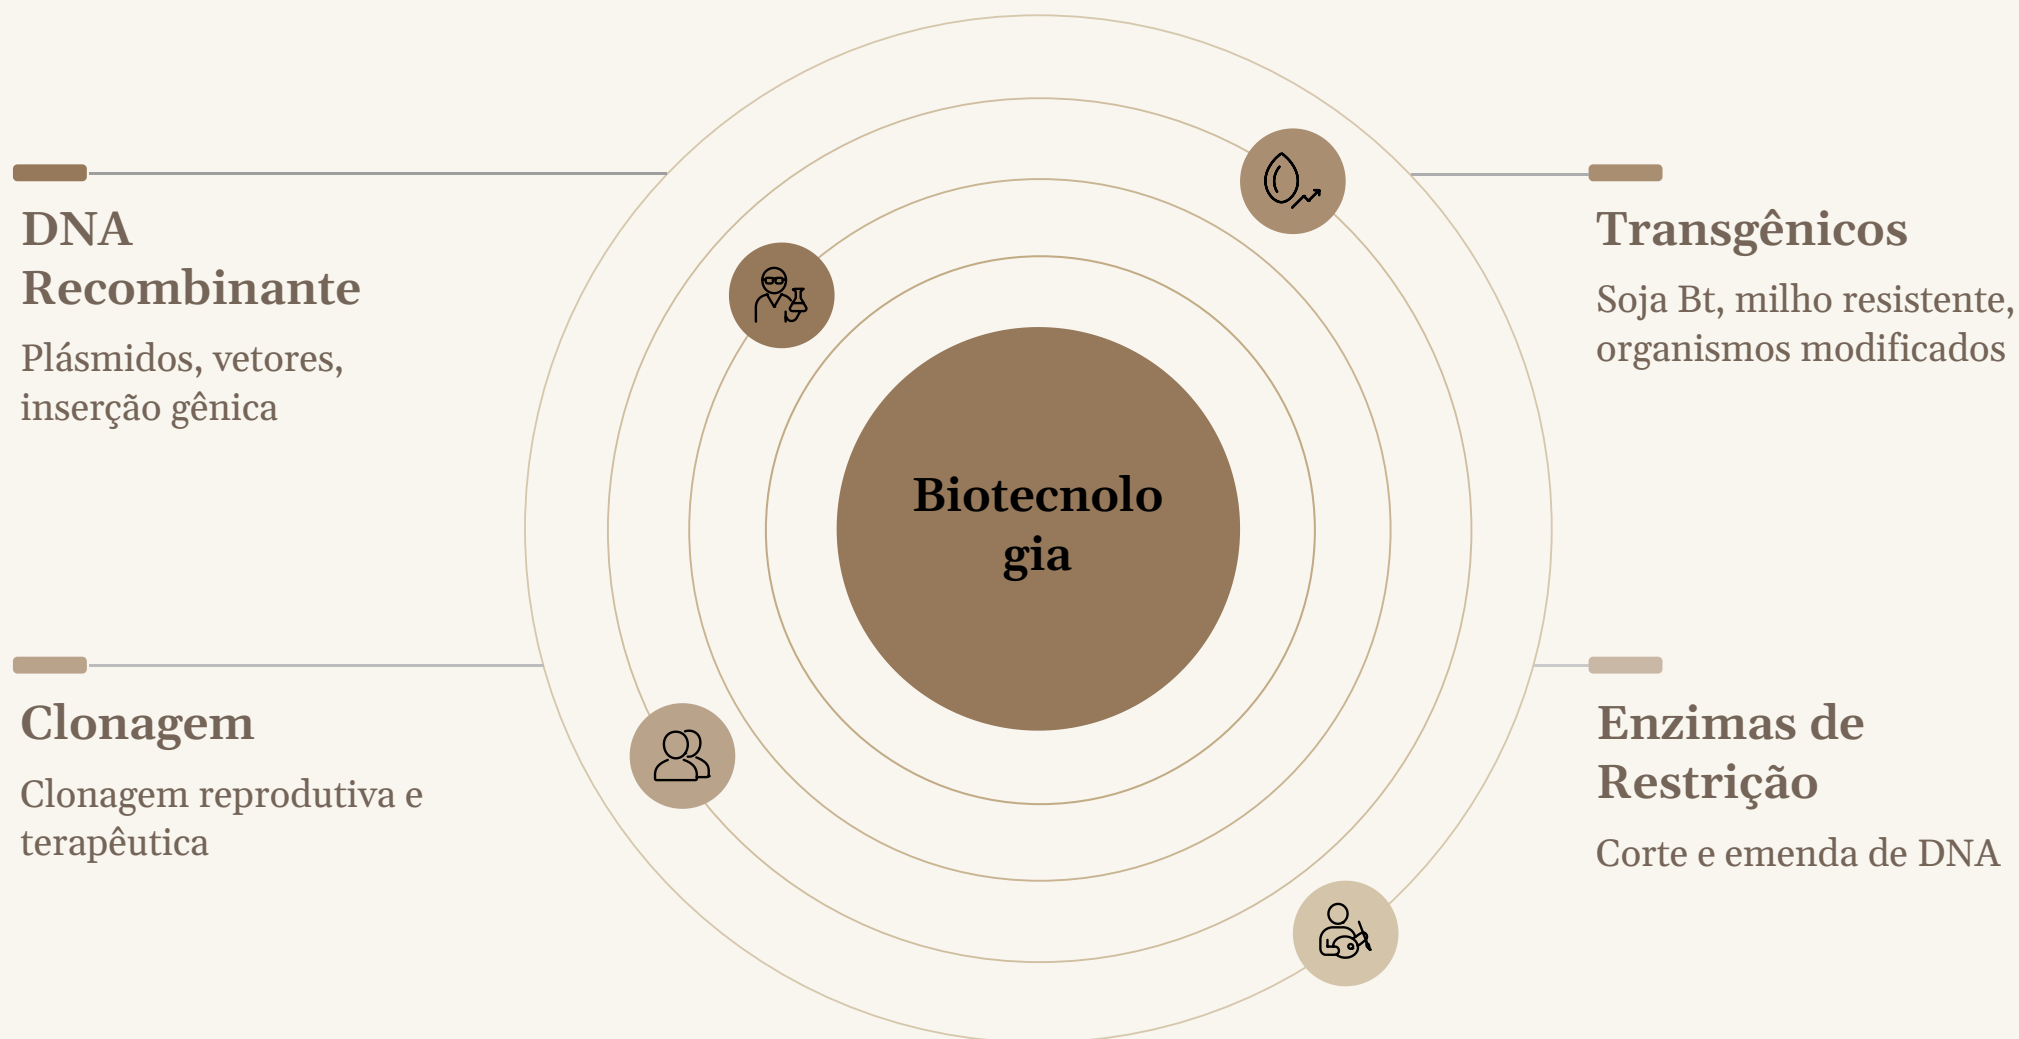 DNA
Recombinante
Plásmidos, vetores,
inserção gênica
Transgênicos
Soja Bt, milho resistente,
organismos modificados
Biotecnolo
gia
Clonagem
Clonagem reprodutiva e
terapêutica
Enzimas de
Restrição
Corte e emenda de DNA